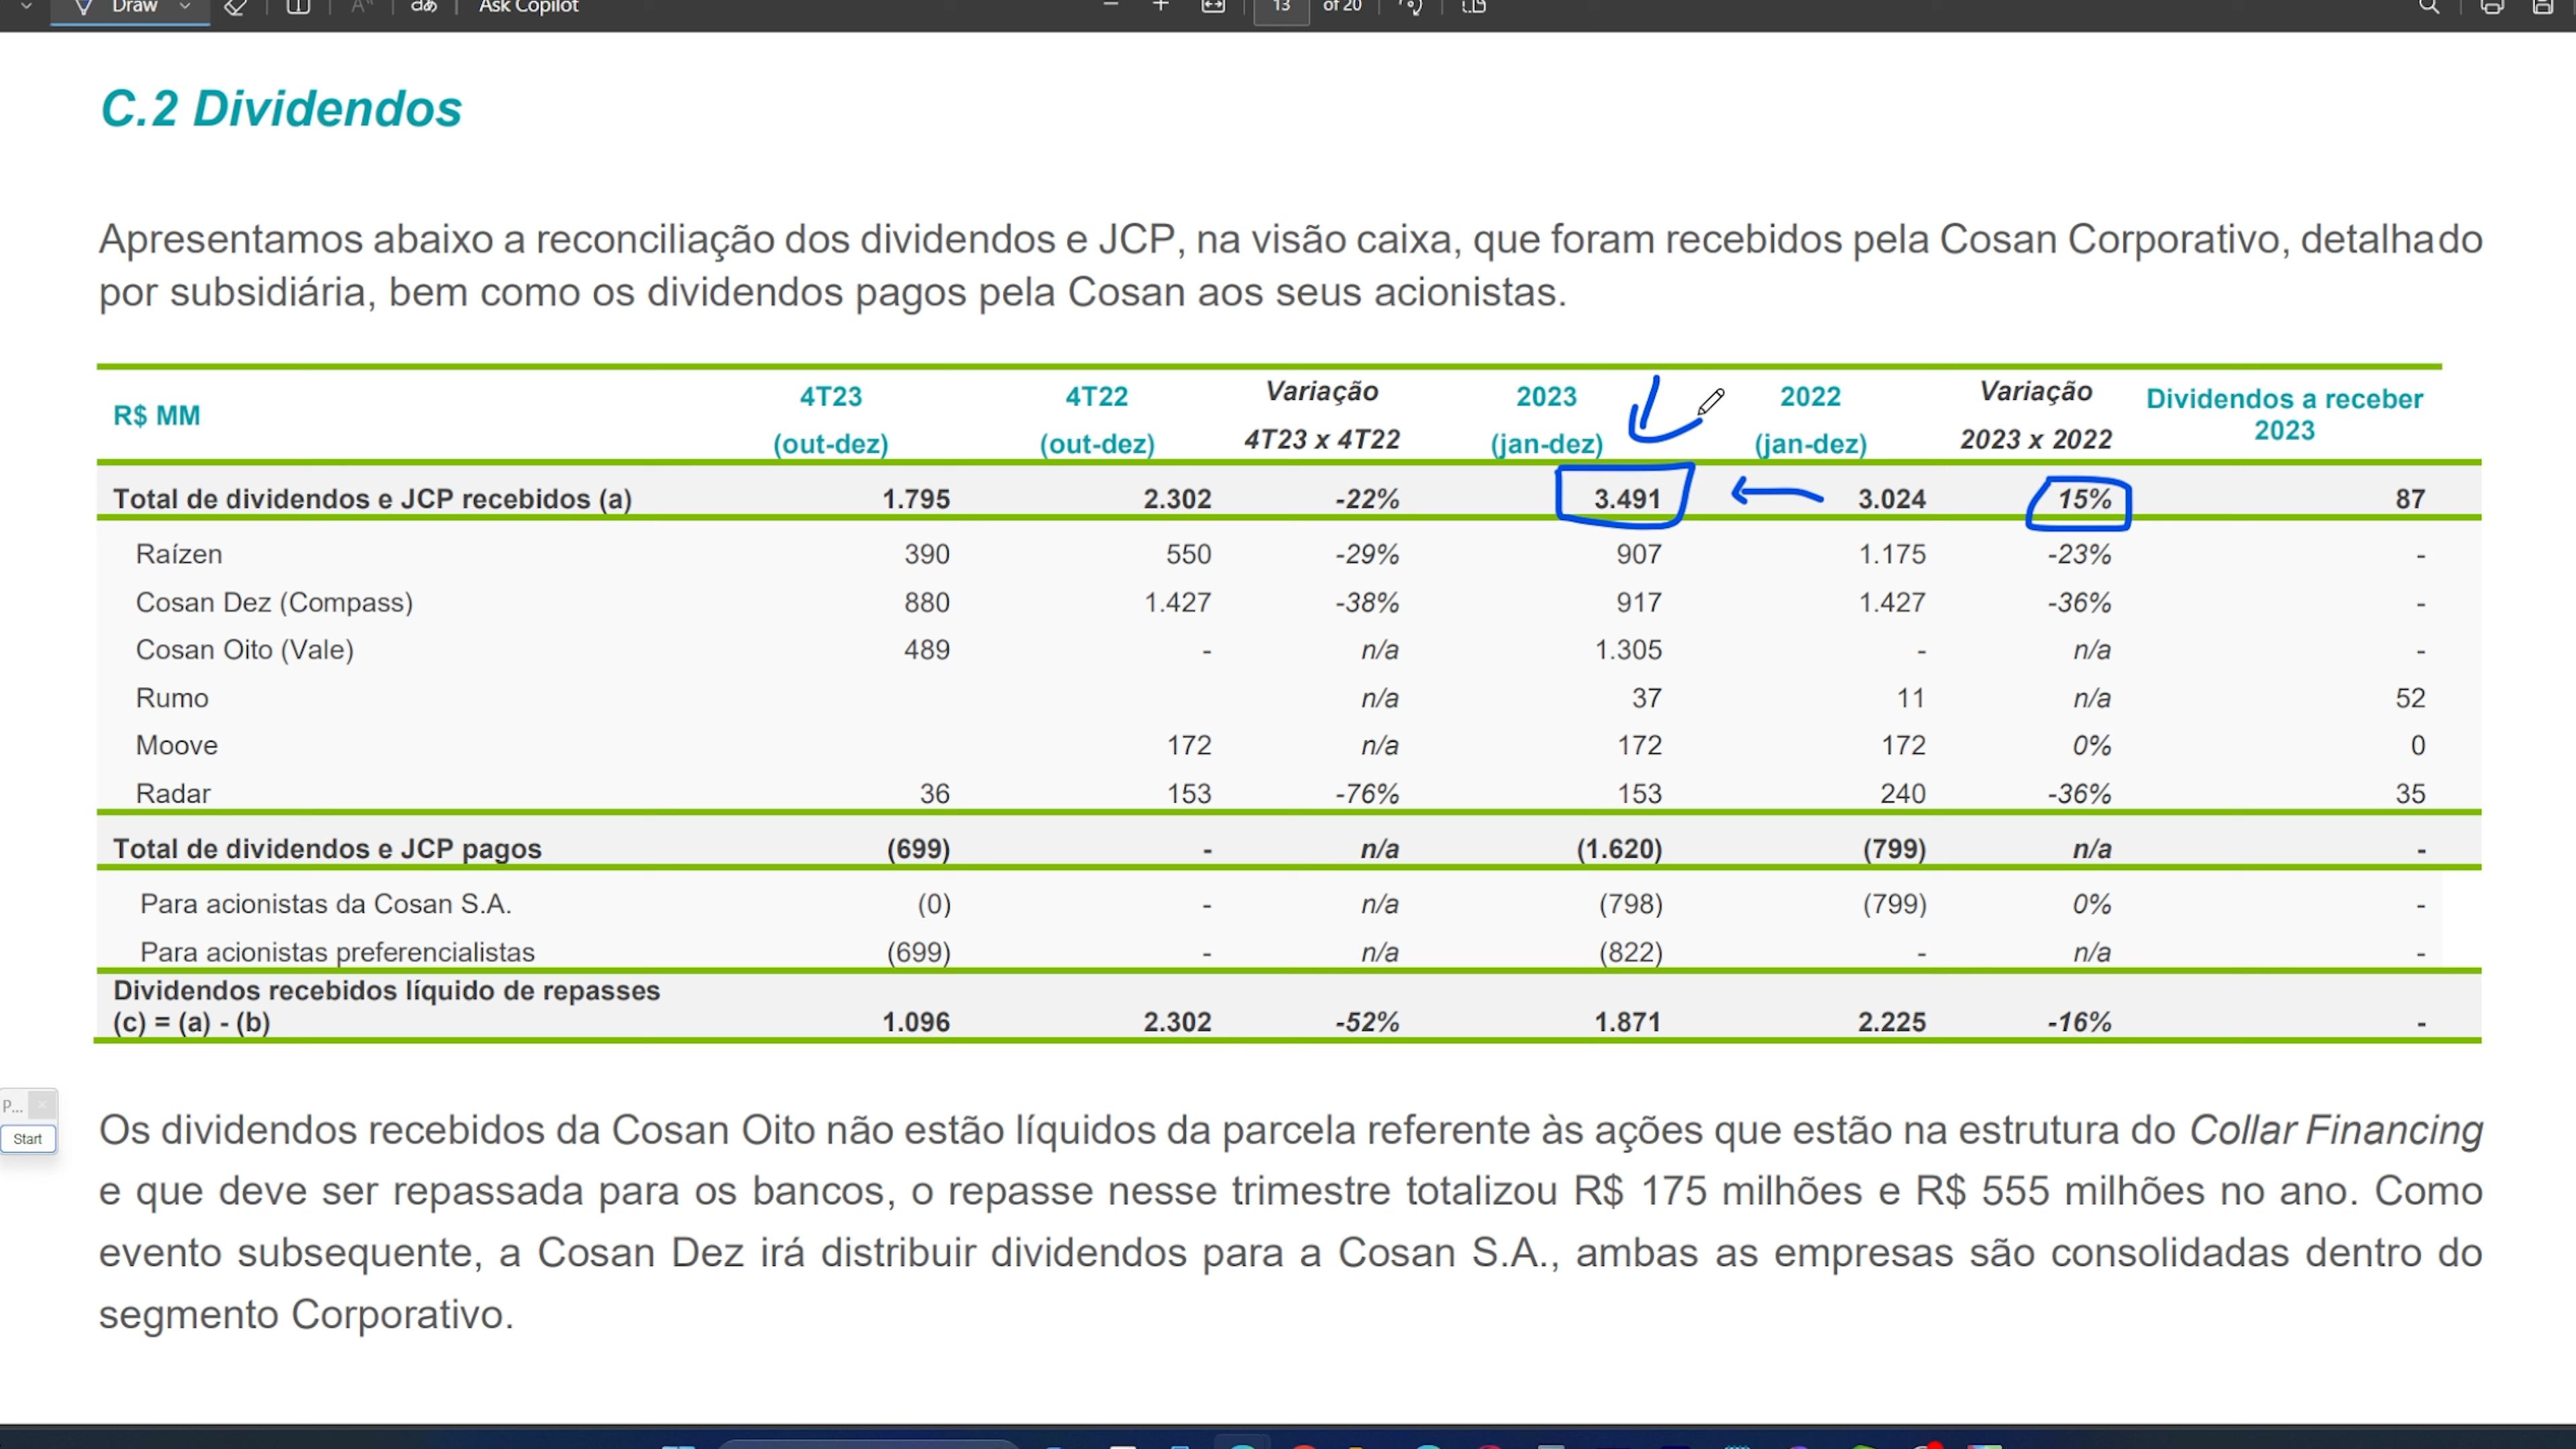 Draw
Ask Copilot
13 of 20
C.2 Dividendos
Apresentamos abaixo a reconciliação dos dividendos e JCP, na visão caixa, que foram recebidos pela Cosan Corporativo, detalhado
por subsidiária, bem como os dividendos pagos pela Cosan aos seus acionistas.
R$ MM 4T23 (out-dez) 4T22 (out-dez) Variação 4T23 x 4T22 2023 (jan-dez) 2022 (jan-dez) Variação 2023 x 2022 Dividendos a receber 2023
Total de dividendos e JCP recebidos (a) 1.795 2.302 -22% 3.491 3.024 15% 87
Raízen 390 550 -29% 907 1.175 -23% -
Cosan Dez (Compass) 880 1.427 -38% 917 1.427 -36% -
Cosan Oito (Vale) 489 - n/a 1.305 - n/a -
Rumo n/a 37 11 n/a 52
Moove 172 n/a 172 172 0% 0
Radar 36 153 -76% 153 240 -36% 35
Total de dividendos e JCP pagos (699) - n/a (1.620) (799) n/a -
Para acionistas da Cosan S.A. (0) - n/a (798) (799) 0% -
Para acionistas preferencialistas (699) - n/a (822) - n/a -
Dividendos recebidos líquido de repasses
(c) = (a) - (b) 1.096 2.302 -52% 1.871 2.225 -16% -
P...
Start
Os dividendos recebidos da Cosan Oito não estão líquidos da parcela referente às ações que estão na estrutura do Collar Financing
e que deve ser repassada para os bancos, o repasse nesse trimestre totalizou R$ 175 milhões e R$ 555 milhões no ano. Como
evento subsequente, a Cosan Dez irá distribuir dividendos para a Cosan S.A., ambas as empresas são consolidadas dentro do
segmento Corporativo.